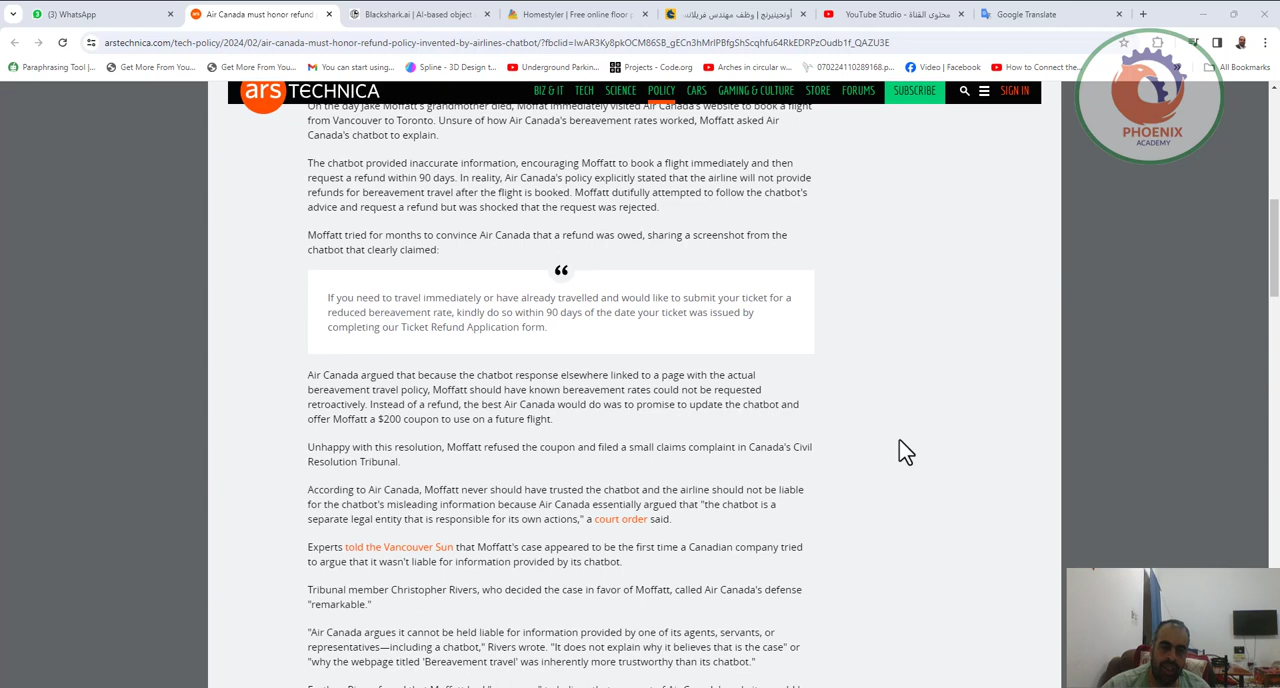 (3) WhatsApp
Air Canada must honor refund
Blackshark.ai | AI-based object
Homestyler | Free online floor p
أونجينيرنج | وظف مهندس فريلانـ
YouTube Studio - محتوى القناة
Google Translate
arstechnica.com/tech-policy/2024/02/air-canada-must-honor-refund-policy-invented-by-airlines-chatbot/?fbclid=IwAR3Ky8pkOCM86SB_gECn3hMrlPBfgShScqhfu64RkEDRPzOudb1f_QAZU3E
Paraphrasing Tool |...
Get More From You...
Get More From You...
You can start using...
Spline - 3D Design t...
Underground Parkin...
Projects - Code.org
Arches in circular w...
070224110289168.p...
Video | Facebook
How to Connect the...
»
All Bookmarks
ars TECHNICA
BIZ & IT TECH SCIENCE POLICY CARS GAMING & CULTURE STORE FORUMS SUBSCRIBE SIGN IN
PHOENIX
ACADEMY
On the day Jake Moffatt's grandmother died, Moffat immediately visited Air Canada's website to book a flight
from Vancouver to Toronto. Unsure of how Air Canada's bereavement rates worked, Moffatt asked Air
Canada's chatbot to explain.
The chatbot provided inaccurate information, encouraging Moffatt to book a flight immediately and then
request a refund within 90 days. In reality, Air Canada's policy explicitly stated that the airline will not provide
refunds for bereavement travel after the flight is booked. Moffatt dutifully attempted to follow the chatbot's
advice and request a refund but was shocked that the request was rejected.
Moffatt tried for months to convince Air Canada that a refund was owed, sharing a screenshot from the
chatbot that clearly claimed:
“
If you need to travel immediately or have already travelled and would like to submit your ticket for a
reduced bereavement rate, kindly do so within 90 days of the date your ticket was issued by
completing our Ticket Refund Application form.
Air Canada argued that because the chatbot response elsewhere linked to a page with the actual
bereavement travel policy, Moffatt should have known bereavement rates could not be requested
retroactively. Instead of a refund, the best Air Canada would do was to promise to update the chatbot and
offer Moffatt a $200 coupon to use on a future flight.
Unhappy with this resolution, Moffatt refused the coupon and filed a small claims complaint in Canada's Civil
Resolution Tribunal.
According to Air Canada, Moffatt never should have trusted the chatbot and the airline should not be liable
for the chatbot's misleading information because Air Canada essentially argued that "the chatbot is a
separate legal entity that is responsible for its own actions," a court order said.
Experts told the Vancouver Sun that Moffatt's case appeared to be the first time a Canadian company tried
to argue that it wasn't liable for information provided by its chatbot.
Tribunal member Christopher Rivers, who decided the case in favor of Moffatt, called Air Canada's defense
"remarkable."
"Air Canada argues it cannot be held liable for information provided by one of its agents, servants, or
representatives—including a chatbot," Rivers wrote. "It does not explain why it believes that is the case" or
"why the webpage titled 'Bereavement travel' was inherently more trustworthy than its chatbot."